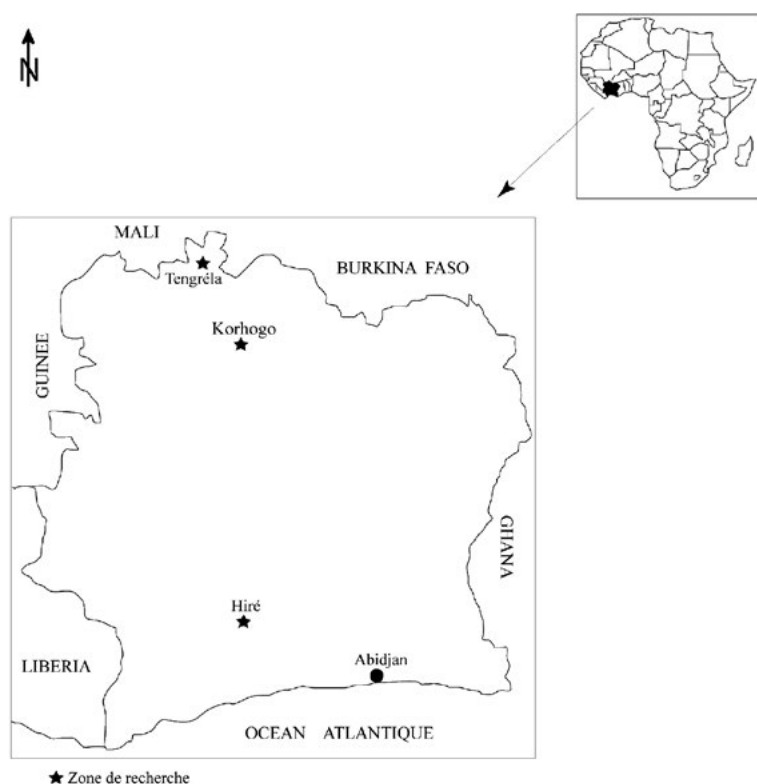 N
MALI
BURKINA FASO
Tengréla
Korhogo
GUINEE
GHANA
Hiré
Abidjan
LIBERIA
OCEAN ATLANTIQUE
Zone de recherche